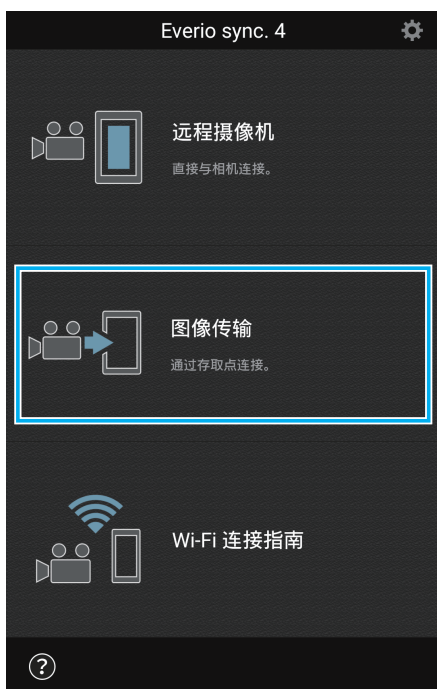 Everio sync. 4
远程摄像机
直接与相机连接。
图像传输
通过存取点连接。
Wi-Fi 连接指南
?